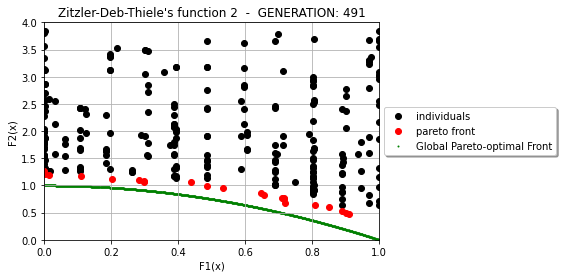 Zitzler-Deb-Thiele's function 2 - GENERATION: 491
4.0
3.5
3.0
2.5
2.0
1.5
1.0
0.5
0.0
F2(x)
0.0 0.2 0.4 0.6 0.8 1.0
F1(x)
individuals
pareto front
Global Pareto-optimal Front